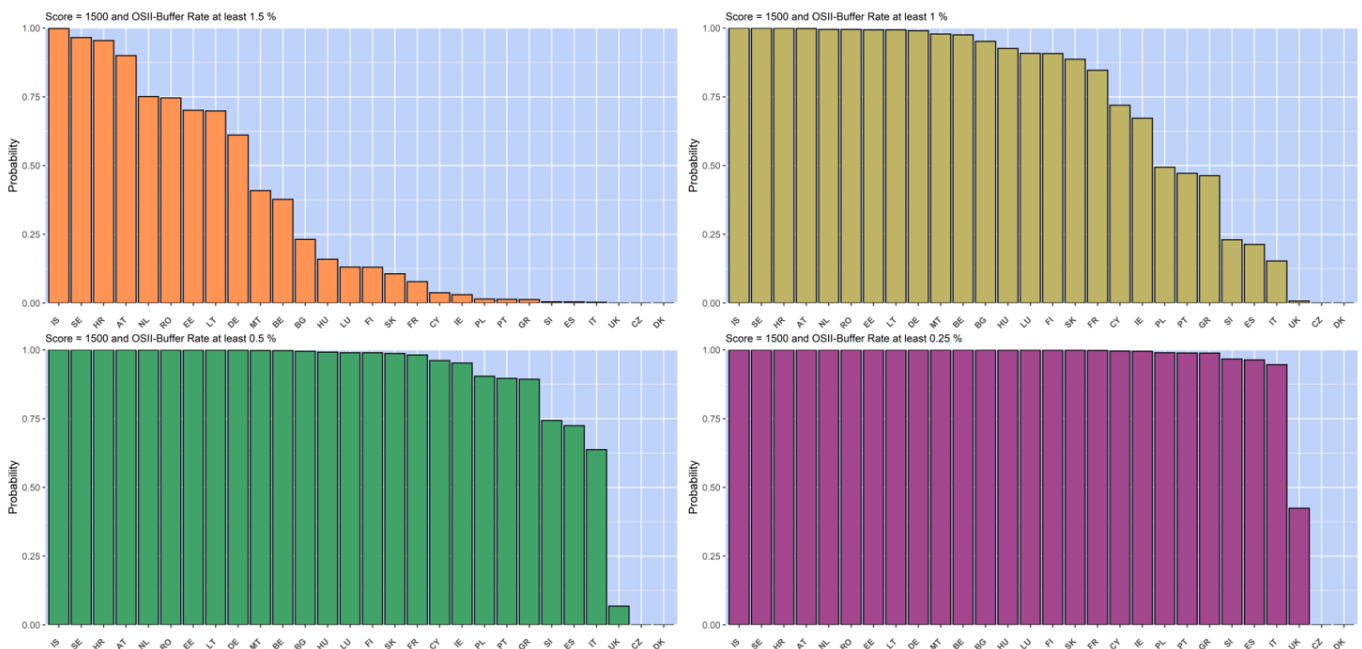 Score = 1500 and OSII-Buffer Rate at least 1.5 %
Probability
1.00
0.75
0.50
0.25
0.00
IS SE HR AT NL RO EE LT DE MT BE BG HU LU FI SK FR CY IE PL PT GR SI ES IT UK CZ DK
Score = 1500 and OSII-Buffer Rate at least 1 %
Probability
1.00
0.75
0.50
0.25
0.00
IS SE HR AT NL RO EE LT DE MT BE BG HU LU FI SK FR CY IE PL PT GR SI ES IT UK CZ DK
Score = 1500 and OSII-Buffer Rate at least 0.5 %
Probability
1.00
0.75
0.50
0.25
0.00
IS SE HR AT NL RO EE LT DE MT BE BG HU LU FI SK FR CY IE PL PT GR SI ES IT UK CZ DK
Score = 1500 and OSII-Buffer Rate at least 0.25 %
Probability
1.00
0.75
0.50
0.25
0.00
IS SE HR AT NL RO EE LT DE MT BE BG HU LU FI SK FR CY IE PL PT GR SI ES IT UK CZ DK